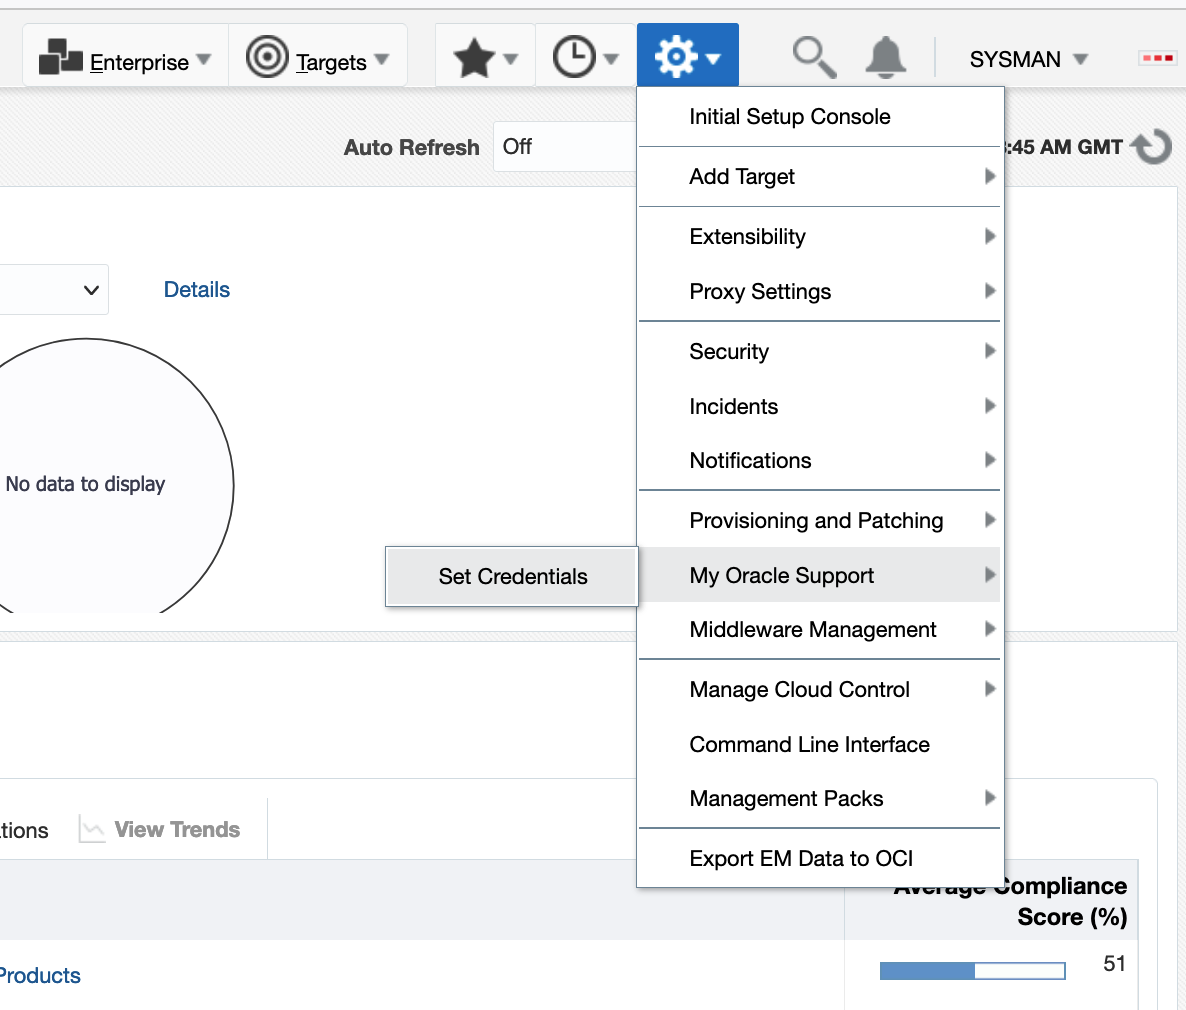 Enterprise
Targets
SYSMAN
Auto Refresh
Off
:45 AM GMT
Details
No data to display
Initial Setup Console
Add Target
Extensibility
Proxy Settings
Security
Incidents
Notifications
Provisioning and Patching
My Oracle Support
Set Credentials
Middleware Management
Manage Cloud Control
Command Line Interface
Management Packs
Export EM Data to OCI
tions
View Trends
Average Compliance
Score (%)
Products
51